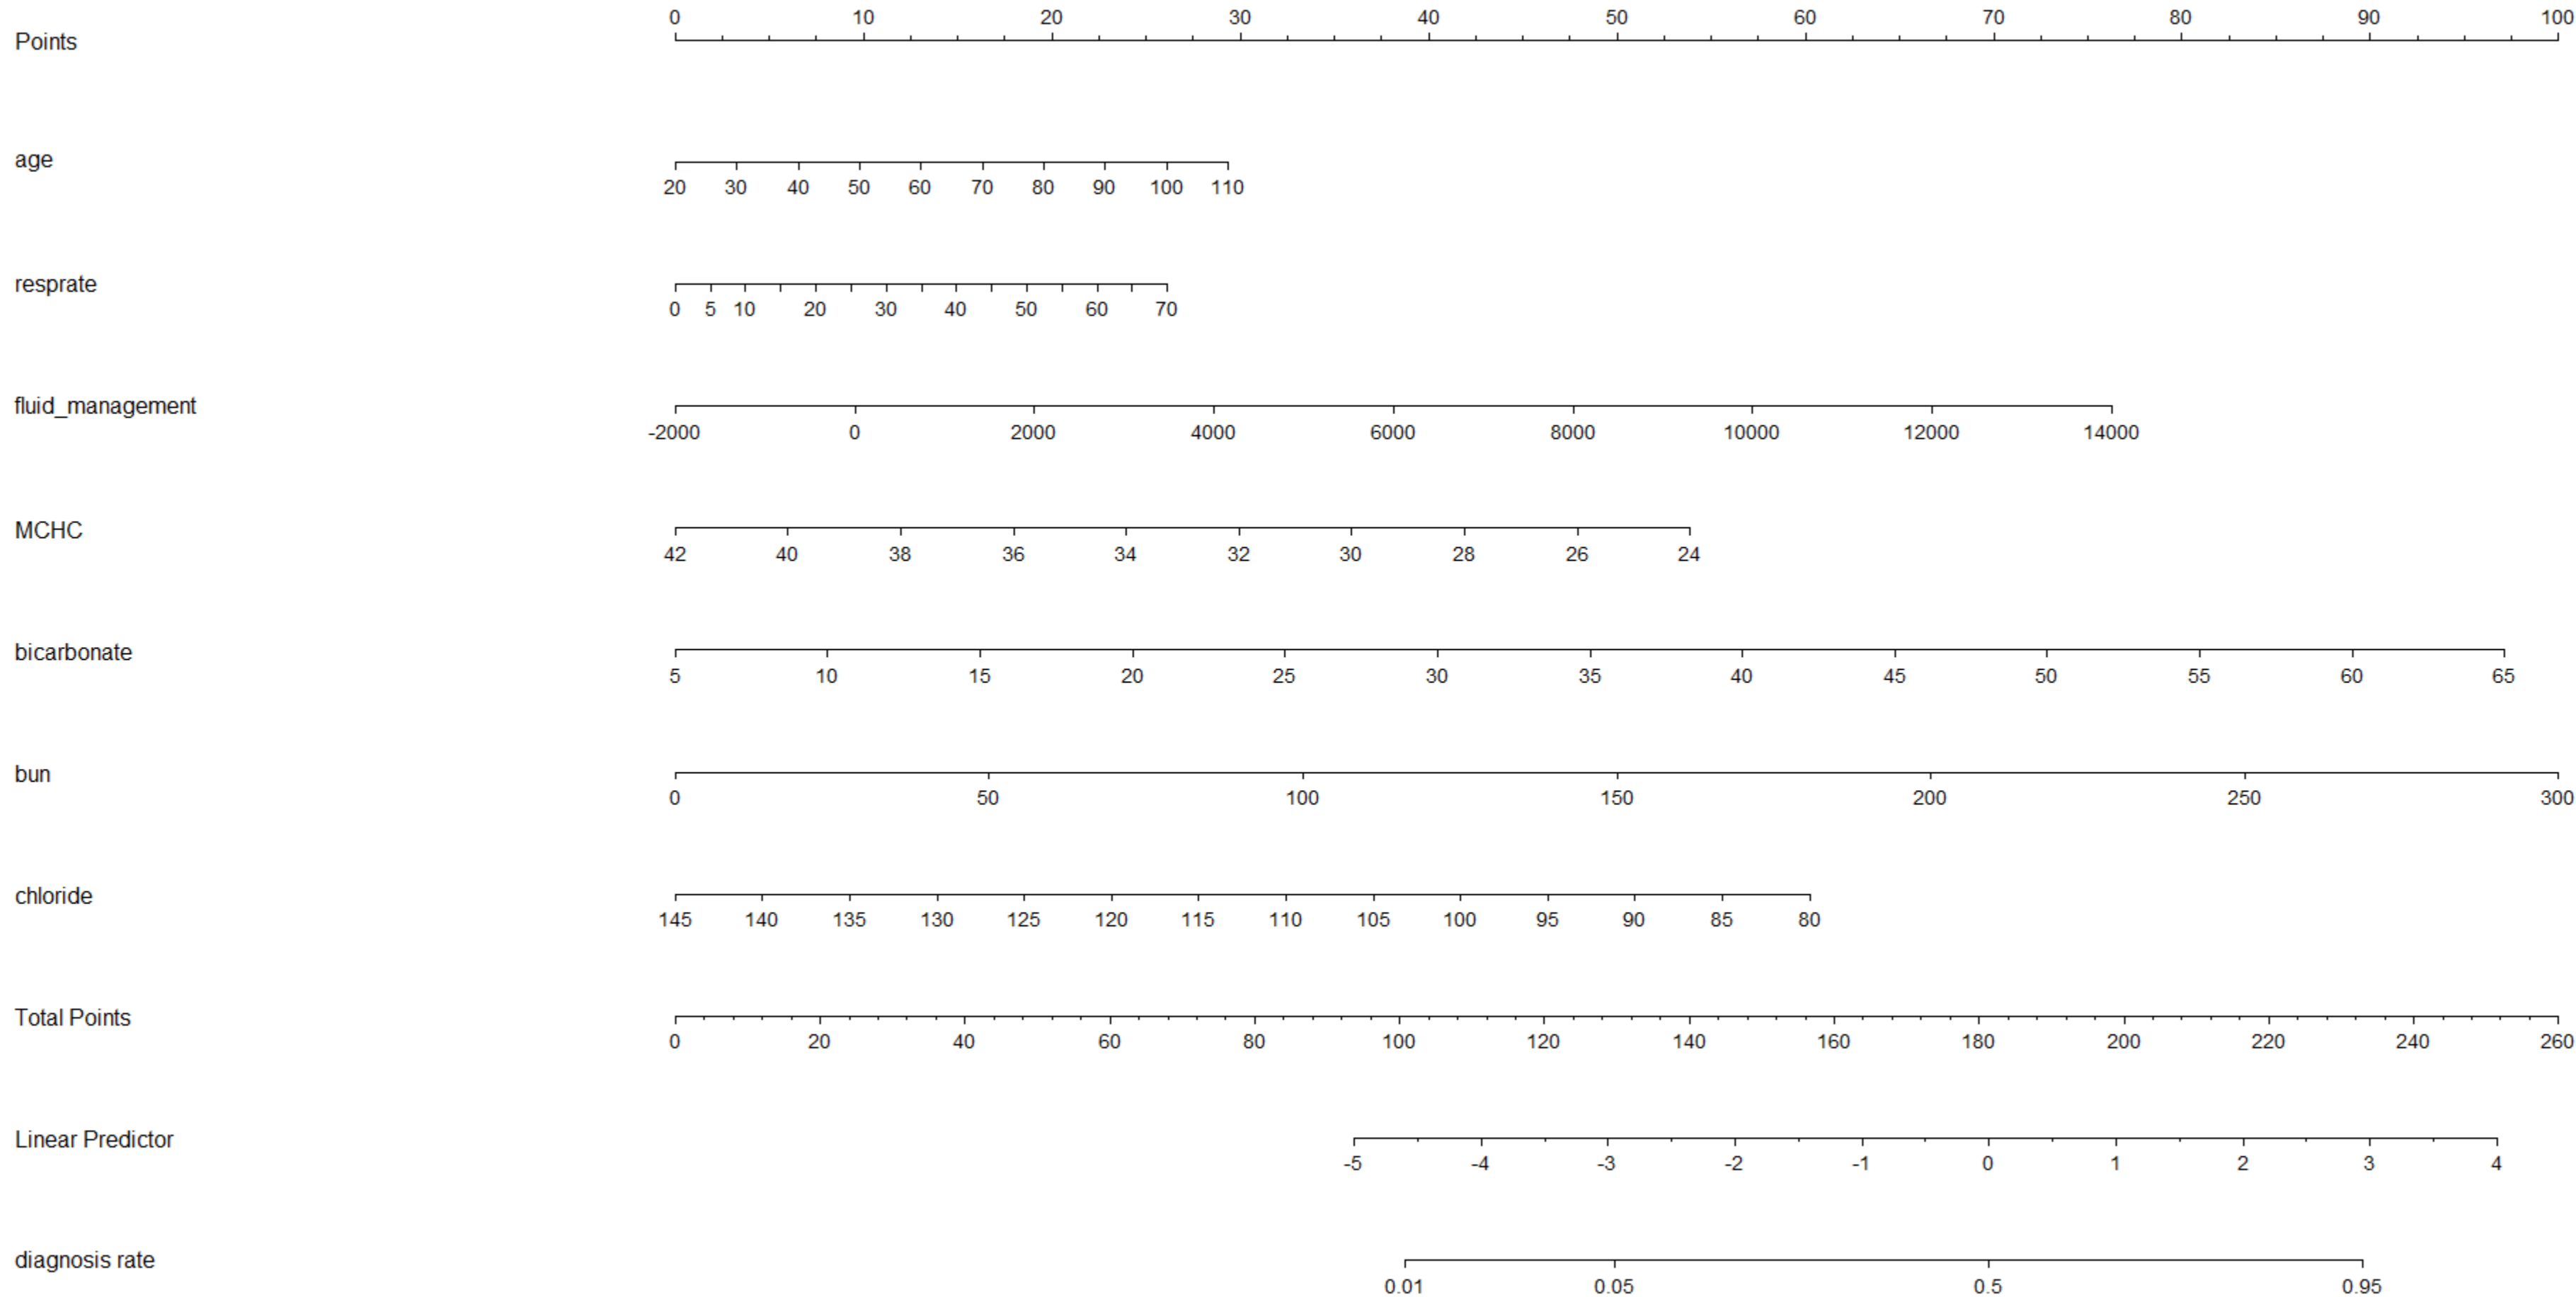 0 10 20 30 40 50 60 70 80 90 100
Points
age
20 30 40 50 60 70 80 90 100 110
resprate
0 5 10 20 30 40 50 60 70
fluid_management
-2000 0 2000 4000 6000 8000 10000 12000 14000
MCHC
42 40 38 36 34 32 30 28 26 24
bicarbonate
5 10 15 20 25 30 35 40 45 50 55 60 65
bun
0 50 100 150 200 250 300
chloride
145 140 135 130 125 120 115 110 105 100 95 90 85 80
Total Points
0 20 40 60 80 100 120 140 160 180 200 220 240 260
Linear Predictor
-5 -4 -3 -2 -1 0 1 2 3 4
diagnosis rate
0.01 0.05 0.5 0.95